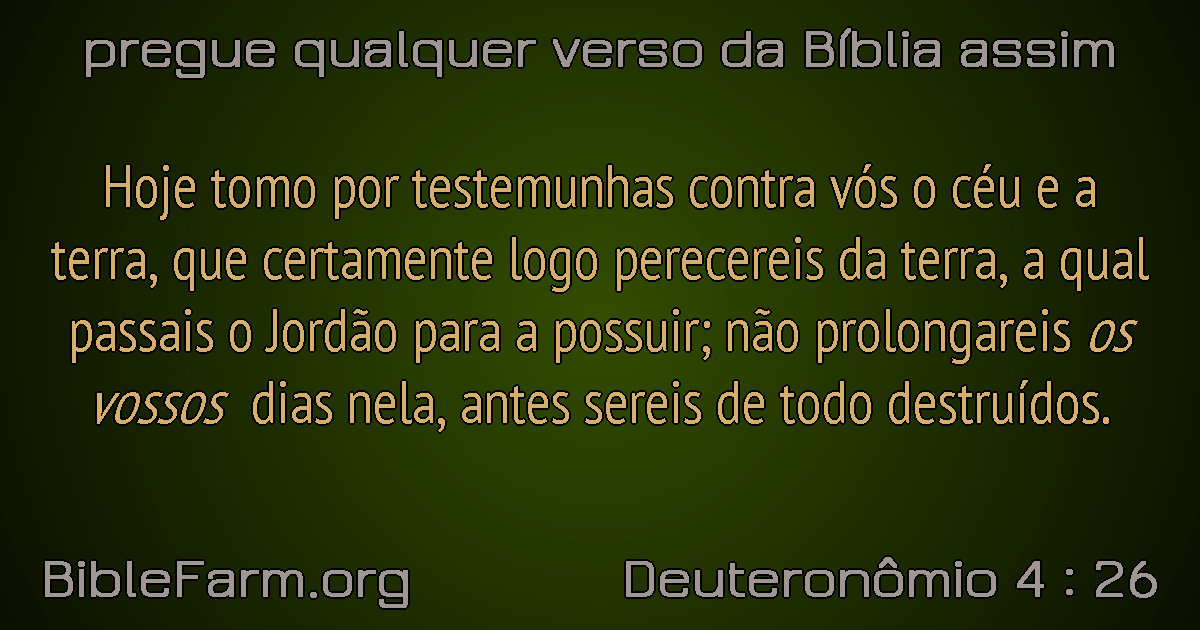 pregue qualquer verso da Bíblia assim
Hoje tomo por testemunhas contra vós o céu e a
terra, que certamente logo perecereis da terra, a qual
passais o Jordão para a possuir; não prolongareis os
vossos dias nela, antes sereis de todo destruídos.
BibleFarm.org
Deuteronômio 4 : 26